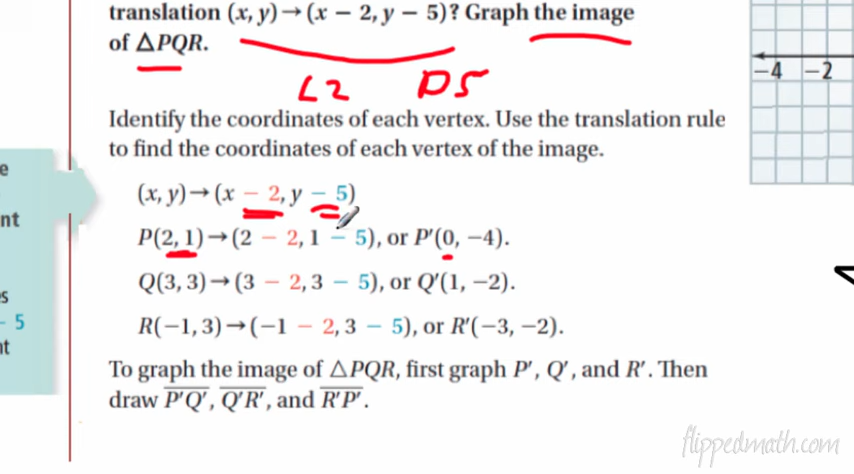 translation (x, y) → (x − 2, y − 5)? Graph the image
of △PQR.
L2 D5
−4 −2
Identify the coordinates of each vertex. Use the translation rule
to find the coordinates of each vertex of the image.
e
nt
s
− 5
nt
(x, y) → (x − 2, y − 5)
P(2, 1) → (2 − 2, 1 − 5), or P′(0, −4).
Q(3, 3) → (3 − 2, 3 − 5), or Q′(1, −2).
R(−1, 3) → (−1 − 2, 3 − 5), or R′(−3, −2).
To graph the image of △PQR, first graph P′, Q′, and R′. Then
draw P′Q′, Q′R′, and R′P′.
flippedmath.com